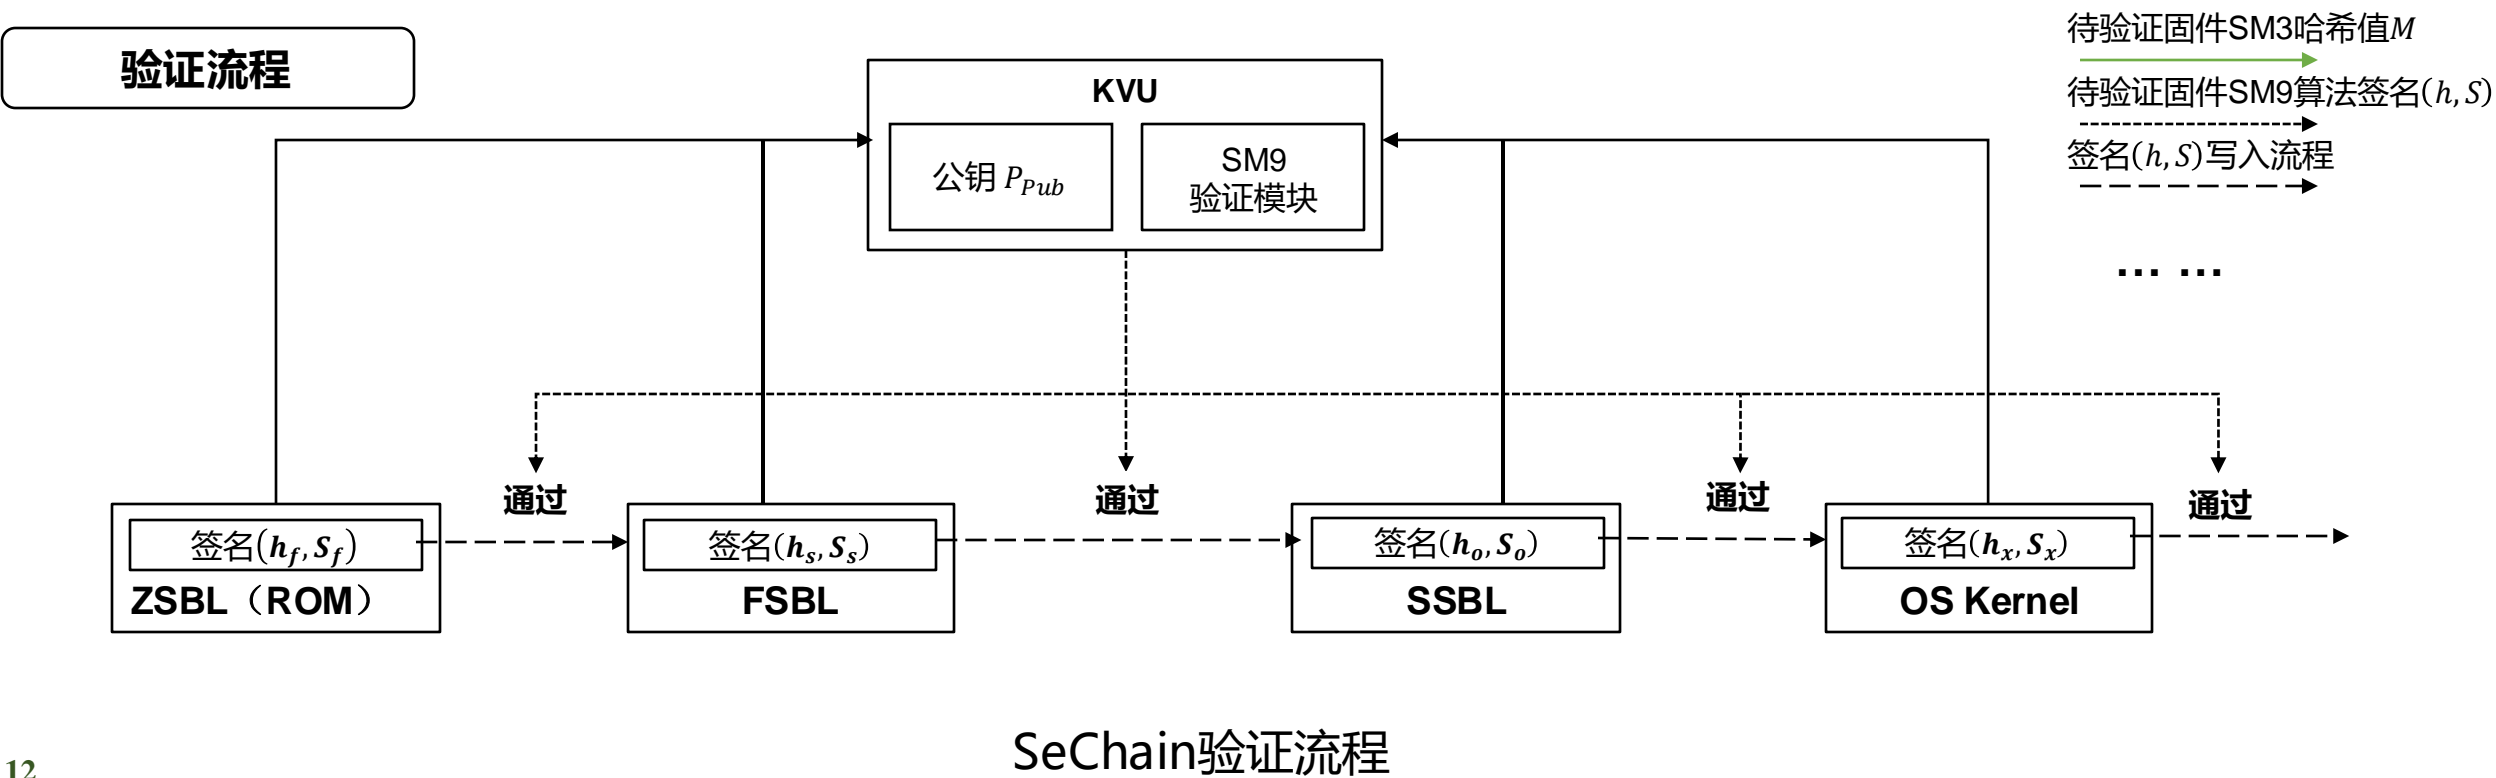 验证流程
待验证固件SM3哈希值M
待验证固件SM9算法签名(h, S)
签名(h, S)写入流程
… …
KVU
公钥 P_Pub
SM9
验证模块
通过
通过
通过
通过
签名(h_f, S_f)
ZSBL（ROM）
签名(h_s, S_s)
FSBL
签名(h_o, S_o)
SSBL
签名(h_x, S_x)
OS Kernel
SeChain验证流程
12